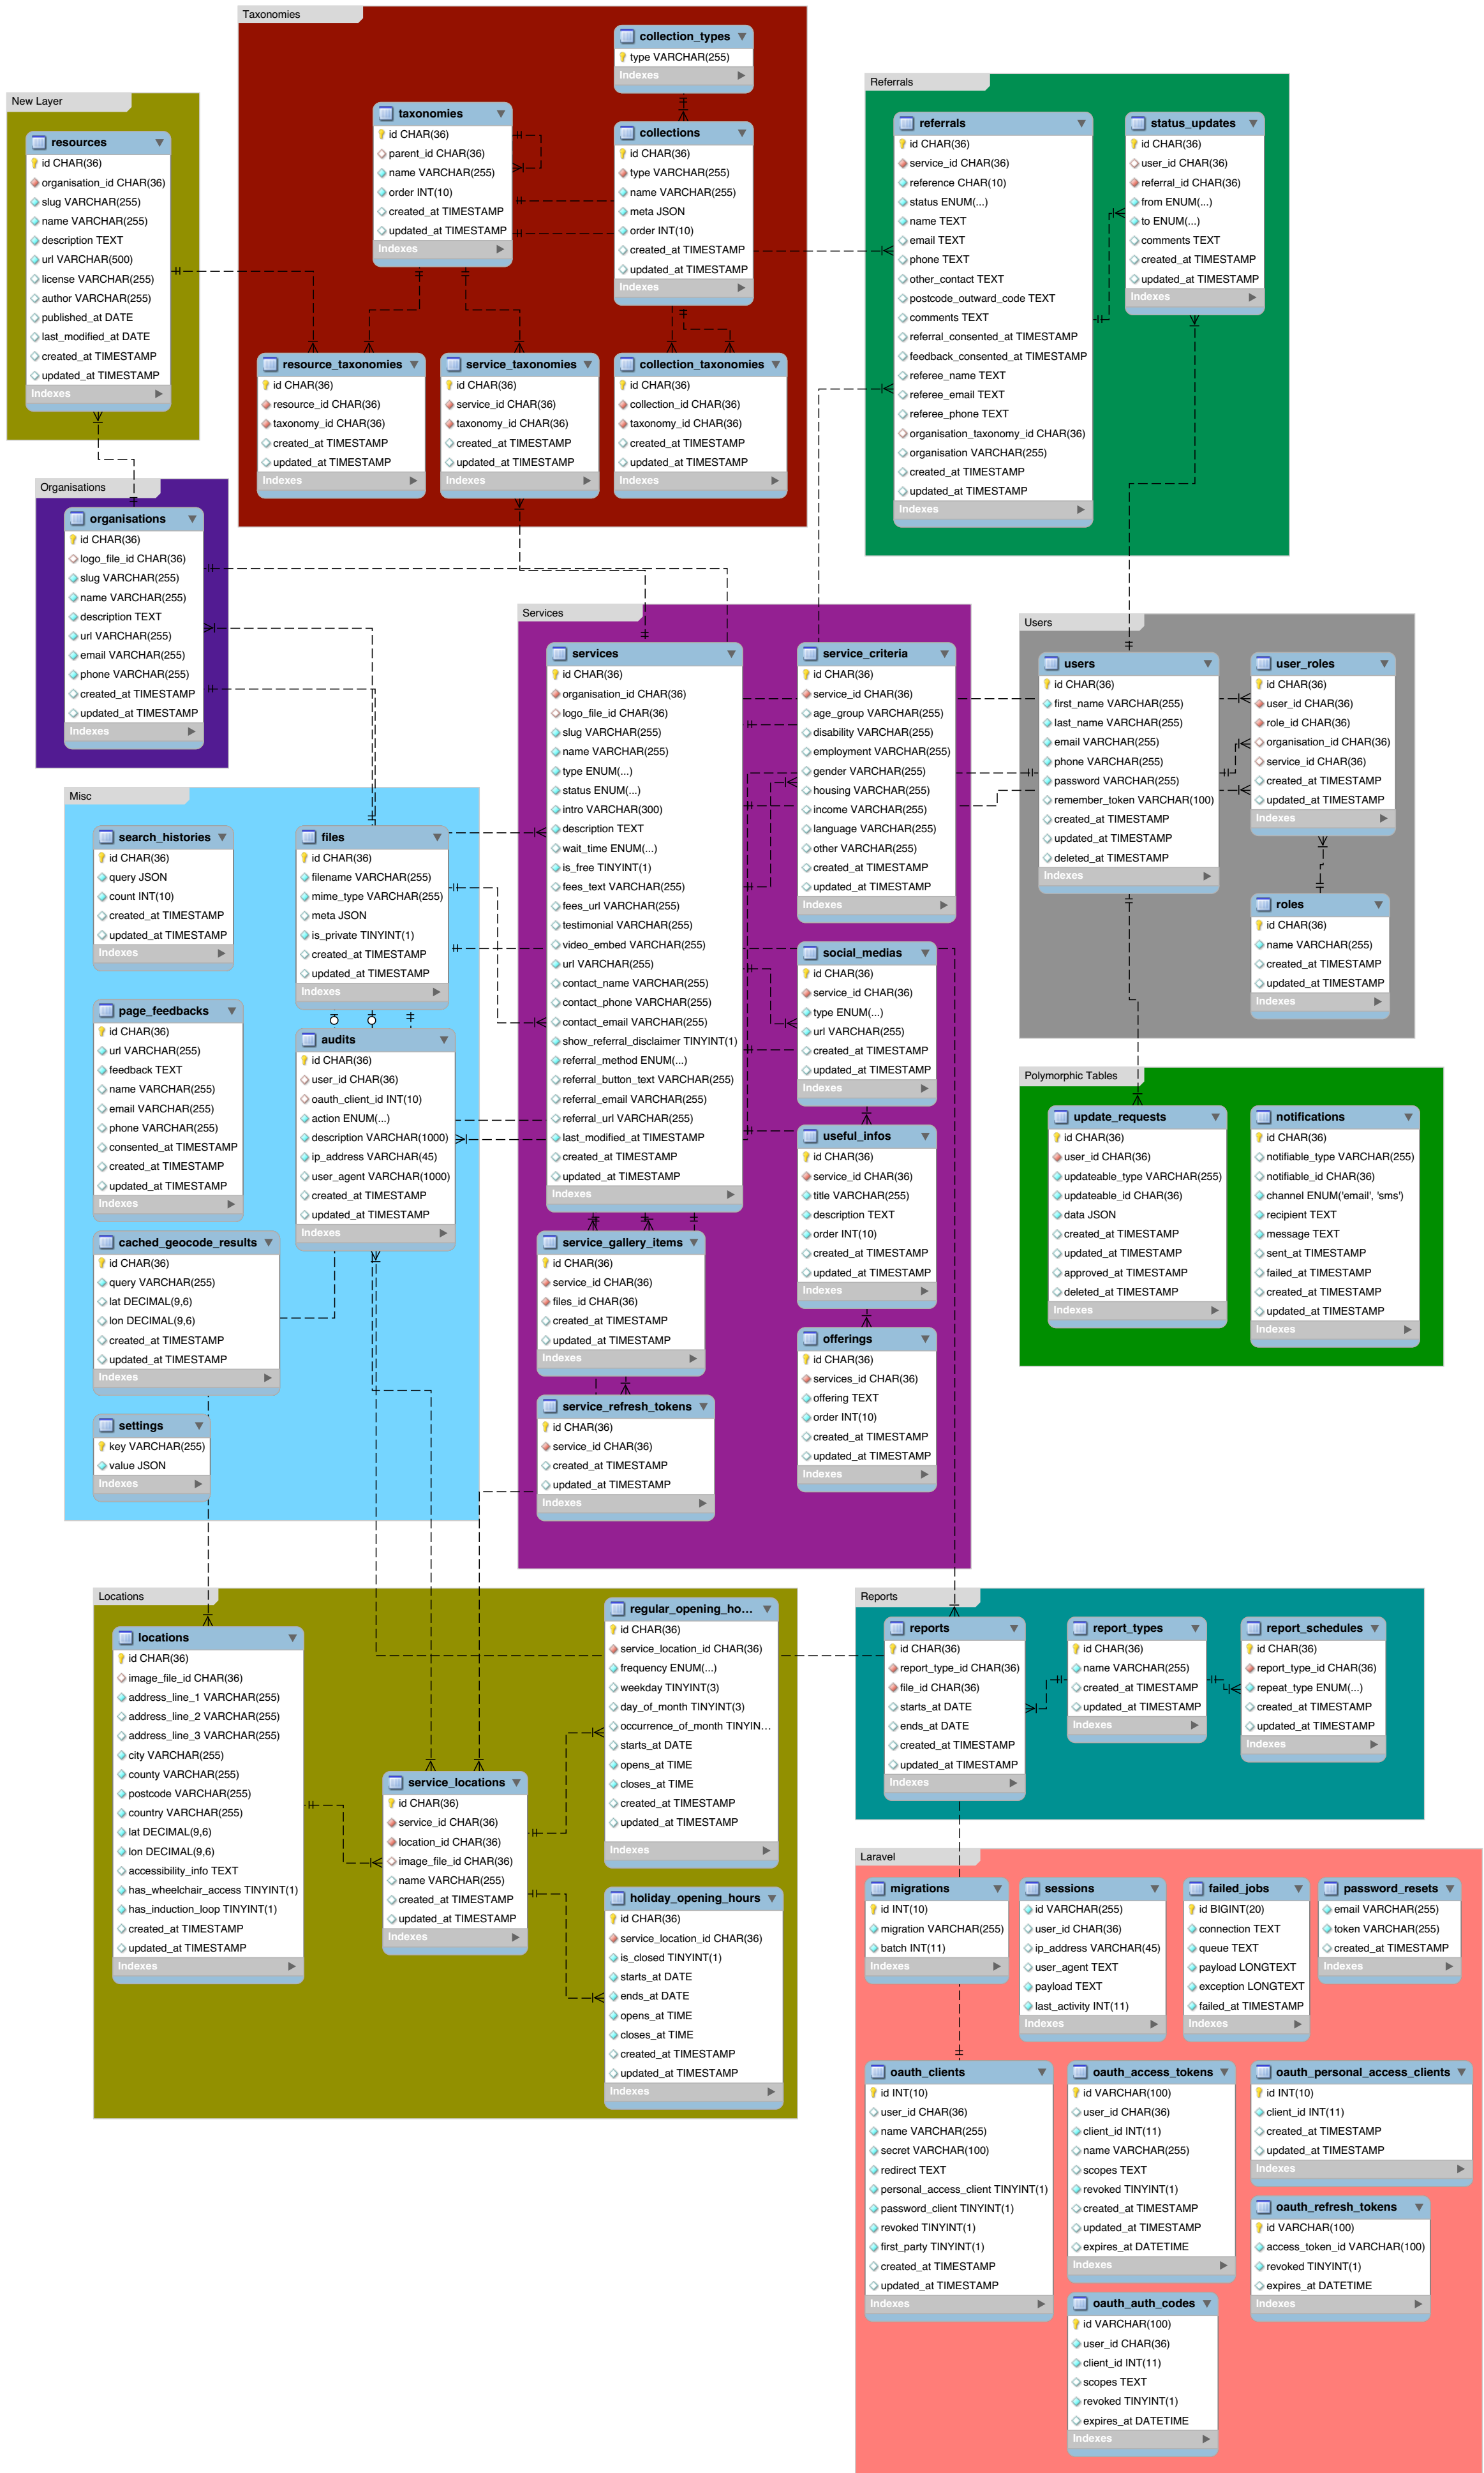 Taxonomies
collection_types
type VARCHAR(255)
Indexes
taxonomies
id CHAR(36)
parent_id CHAR(36)
name VARCHAR(255)
order INT(10)
created_at TIMESTAMP
updated_at TIMESTAMP
Indexes
collections
id CHAR(36)
type VARCHAR(255)
name VARCHAR(255)
meta JSON
order INT(10)
created_at TIMESTAMP
updated_at TIMESTAMP
Indexes
resource_taxonomies
id CHAR(36)
resource_id CHAR(36)
taxonomy_id CHAR(36)
created_at TIMESTAMP
updated_at TIMESTAMP
Indexes
service_taxonomies
id CHAR(36)
service_id CHAR(36)
taxonomy_id CHAR(36)
created_at TIMESTAMP
updated_at TIMESTAMP
Indexes
collection_taxonomies
id CHAR(36)
collection_id CHAR(36)
taxonomy_id CHAR(36)
created_at TIMESTAMP
updated_at TIMESTAMP
Indexes
New Layer
resources
id CHAR(36)
organisation_id CHAR(36)
slug VARCHAR(255)
name VARCHAR(255)
description TEXT
url VARCHAR(500)
license VARCHAR(255)
author VARCHAR(255)
published_at DATE
last_modified_at DATE
created_at TIMESTAMP
updated_at TIMESTAMP
Indexes
Referrals
referrals
id CHAR(36)
service_id CHAR(36)
reference CHAR(10)
status ENUM(...)
name TEXT
email TEXT
phone TEXT
other_contact TEXT
postcode_outward_code TEXT
comments TEXT
referral_consented_at TIMESTAMP
feedback_consented_at TIMESTAMP
referee_name TEXT
referee_email TEXT
referee_phone TEXT
organisation_taxonomy_id CHAR(36)
organisation VARCHAR(255)
created_at TIMESTAMP
updated_at TIMESTAMP
Indexes
status_updates
id CHAR(36)
user_id CHAR(36)
referral_id CHAR(36)
from ENUM(...)
to ENUM(...)
comments TEXT
created_at TIMESTAMP
updated_at TIMESTAMP
Indexes
Organisations
organisations
id CHAR(36)
logo_file_id CHAR(36)
slug VARCHAR(255)
name VARCHAR(255)
description TEXT
url VARCHAR(255)
email VARCHAR(255)
phone VARCHAR(255)
created_at TIMESTAMP
updated_at TIMESTAMP
Indexes
Services
services
id CHAR(36)
organisation_id CHAR(36)
logo_file_id CHAR(36)
slug VARCHAR(255)
name VARCHAR(255)
type ENUM(...)
status ENUM(...)
intro VARCHAR(300)
description TEXT
wait_time ENUM(...)
is_free TINYINT(1)
fees_text VARCHAR(255)
fees_url VARCHAR(255)
testimonial VARCHAR(255)
video_embed VARCHAR(255)
url VARCHAR(255)
contact_name VARCHAR(255)
contact_phone VARCHAR(255)
contact_email VARCHAR(255)
show_referral_disclaimer TINYINT(1)
referral_method ENUM(...)
referral_button_text VARCHAR(255)
referral_email VARCHAR(255)
referral_url VARCHAR(255)
last_modified_at TIMESTAMP
created_at TIMESTAMP
updated_at TIMESTAMP
Indexes
service_criteria
id CHAR(36)
service_id CHAR(36)
age_group VARCHAR(255)
disability VARCHAR(255)
employment VARCHAR(255)
gender VARCHAR(255)
housing VARCHAR(255)
income VARCHAR(255)
language VARCHAR(255)
other VARCHAR(255)
created_at TIMESTAMP
updated_at TIMESTAMP
Indexes
social_medias
id CHAR(36)
service_id CHAR(36)
type ENUM(...)
url VARCHAR(255)
created_at TIMESTAMP
updated_at TIMESTAMP
Indexes
useful_infos
id CHAR(36)
service_id CHAR(36)
title VARCHAR(255)
description TEXT
order INT(10)
created_at TIMESTAMP
updated_at TIMESTAMP
Indexes
service_gallery_items
id CHAR(36)
service_id CHAR(36)
files_id CHAR(36)
created_at TIMESTAMP
updated_at TIMESTAMP
Indexes
offerings
id CHAR(36)
services_id CHAR(36)
offering TEXT
order INT(10)
created_at TIMESTAMP
updated_at TIMESTAMP
Indexes
service_refresh_tokens
id CHAR(36)
service_id CHAR(36)
created_at TIMESTAMP
updated_at TIMESTAMP
Indexes
Users
users
id CHAR(36)
first_name VARCHAR(255)
last_name VARCHAR(255)
email VARCHAR(255)
phone VARCHAR(255)
password VARCHAR(255)
remember_token VARCHAR(100)
created_at TIMESTAMP
updated_at TIMESTAMP
deleted_at TIMESTAMP
Indexes
user_roles
id CHAR(36)
user_id CHAR(36)
role_id CHAR(36)
organisation_id CHAR(36)
service_id CHAR(36)
created_at TIMESTAMP
updated_at TIMESTAMP
Indexes
roles
id CHAR(36)
name VARCHAR(255)
created_at TIMESTAMP
updated_at TIMESTAMP
Indexes
Misc
search_histories
id CHAR(36)
query JSON
count INT(10)
created_at TIMESTAMP
updated_at TIMESTAMP
Indexes
files
id CHAR(36)
filename VARCHAR(255)
mime_type VARCHAR(255)
meta JSON
is_private TINYINT(1)
created_at TIMESTAMP
updated_at TIMESTAMP
Indexes
page_feedbacks
id CHAR(36)
url VARCHAR(255)
feedback TEXT
name VARCHAR(255)
email VARCHAR(255)
phone VARCHAR(255)
consented_at TIMESTAMP
created_at TIMESTAMP
updated_at TIMESTAMP
Indexes
audits
id CHAR(36)
user_id CHAR(36)
oauth_client_id INT(10)
action ENUM(...)
description VARCHAR(1000)
ip_address VARCHAR(45)
user_agent VARCHAR(1000)
created_at TIMESTAMP
updated_at TIMESTAMP
Indexes
cached_geocode_results
id CHAR(36)
query VARCHAR(255)
lat DECIMAL(9,6)
lon DECIMAL(9,6)
created_at TIMESTAMP
updated_at TIMESTAMP
Indexes
settings
key VARCHAR(255)
value JSON
Indexes
Polymorphic Tables
update_requests
id CHAR(36)
user_id CHAR(36)
updateable_type VARCHAR(255)
updateable_id CHAR(36)
data JSON
created_at TIMESTAMP
updated_at TIMESTAMP
approved_at TIMESTAMP
deleted_at TIMESTAMP
Indexes
notifications
id CHAR(36)
notifiable_type VARCHAR(255)
notifiable_id CHAR(36)
channel ENUM('email', 'sms')
recipient TEXT
message TEXT
sent_at TIMESTAMP
failed_at TIMESTAMP
created_at TIMESTAMP
updated_at TIMESTAMP
Indexes
Locations
locations
id CHAR(36)
image_file_id CHAR(36)
address_line_1 VARCHAR(255)
address_line_2 VARCHAR(255)
address_line_3 VARCHAR(255)
city VARCHAR(255)
county VARCHAR(255)
postcode VARCHAR(255)
country VARCHAR(255)
lat DECIMAL(9,6)
lon DECIMAL(9,6)
accessibility_info TEXT
has_wheelchair_access TINYINT(1)
has_induction_loop TINYINT(1)
created_at TIMESTAMP
updated_at TIMESTAMP
Indexes
service_locations
id CHAR(36)
service_id CHAR(36)
location_id CHAR(36)
image_file_id CHAR(36)
name VARCHAR(255)
created_at TIMESTAMP
updated_at TIMESTAMP
Indexes
regular_opening_ho...
id CHAR(36)
service_location_id CHAR(36)
frequency ENUM(...)
weekday TINYINT(3)
day_of_month TINYINT(3)
occurrence_of_month TINYIN...
starts_at DATE
opens_at TIME
closes_at TIME
created_at TIMESTAMP
updated_at TIMESTAMP
Indexes
holiday_opening_hours
id CHAR(36)
service_location_id CHAR(36)
is_closed TINYINT(1)
starts_at DATE
ends_at DATE
opens_at TIME
closes_at TIME
created_at TIMESTAMP
updated_at TIMESTAMP
Indexes
Reports
reports
id CHAR(36)
report_type_id CHAR(36)
file_id CHAR(36)
starts_at DATE
ends_at DATE
created_at TIMESTAMP
updated_at TIMESTAMP
Indexes
report_types
id CHAR(36)
name VARCHAR(255)
created_at TIMESTAMP
updated_at TIMESTAMP
Indexes
report_schedules
id CHAR(36)
report_type_id CHAR(36)
repeat_type ENUM(...)
created_at TIMESTAMP
updated_at TIMESTAMP
Indexes
Laravel
migrations
id INT(10)
migration VARCHAR(255)
batch INT(11)
Indexes
sessions
id VARCHAR(255)
user_id CHAR(36)
ip_address VARCHAR(45)
user_agent TEXT
payload TEXT
last_activity INT(11)
Indexes
failed_jobs
id BIGINT(20)
connection TEXT
queue TEXT
payload LONGTEXT
exception LONGTEXT
failed_at TIMESTAMP
Indexes
password_resets
email VARCHAR(255)
token VARCHAR(255)
created_at TIMESTAMP
Indexes
oauth_clients
id INT(10)
user_id CHAR(36)
name VARCHAR(255)
secret VARCHAR(100)
redirect TEXT
personal_access_client TINYINT(1)
password_client TINYINT(1)
revoked TINYINT(1)
first_party TINYINT(1)
created_at TIMESTAMP
updated_at TIMESTAMP
Indexes
oauth_access_tokens
id VARCHAR(100)
user_id CHAR(36)
client_id INT(11)
name VARCHAR(255)
scopes TEXT
revoked TINYINT(1)
created_at TIMESTAMP
updated_at TIMESTAMP
expires_at DATETIME
Indexes
oauth_personal_access_clients
id INT(10)
client_id INT(11)
created_at TIMESTAMP
updated_at TIMESTAMP
Indexes
oauth_refresh_tokens
id VARCHAR(100)
access_token_id VARCHAR(100)
revoked TINYINT(1)
expires_at DATETIME
Indexes
oauth_auth_codes
id VARCHAR(100)
user_id CHAR(36)
client_id INT(11)
scopes TEXT
revoked TINYINT(1)
expires_at DATETIME
Indexes